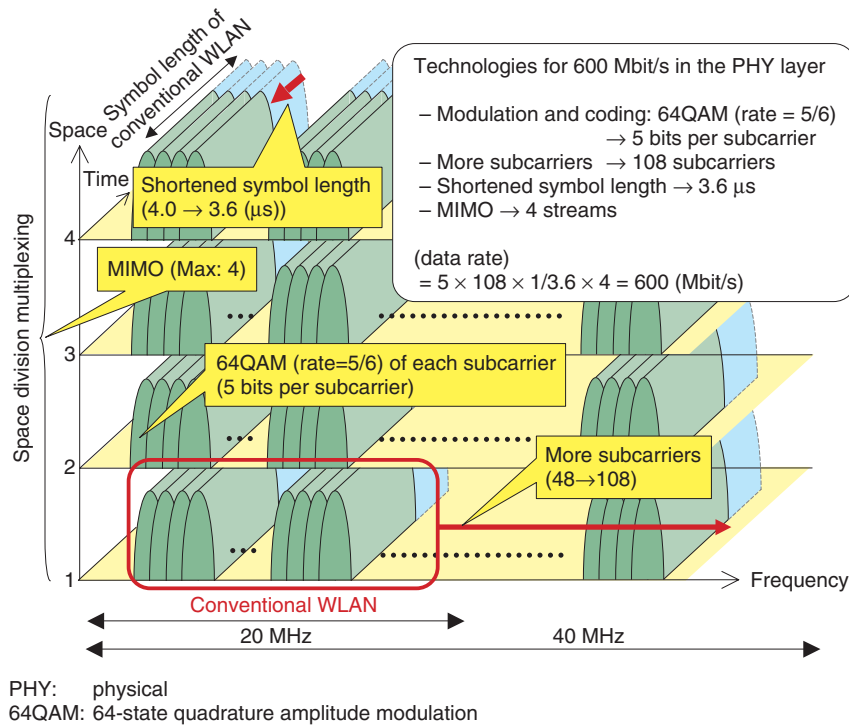 Symbol length of
conventional WLAN
Space
Time
Technologies for 600 Mbit/s in the PHY layer
– Modulation and coding: 64QAM (rate = 5/6)
→ 5 bits per subcarrier
– More subcarriers → 108 subcarriers
– Shortened symbol length → 3.6 μs
– MIMO → 4 streams
(data rate)
= 5 × 108 × 1/3.6 × 4 = 600 (Mbit/s)
Shortened symbol length
(4.0 → 3.6 (μs))
4
MIMO (Max: 4)
Space division multiplexing
3
64QAM (rate=5/6) of each subcarrier
(5 bits per subcarrier)
2
More subcarriers
(48→108)
1
Frequency
Conventional WLAN
20 MHz
40 MHz
PHY: physical
64QAM: 64-state quadrature amplitude modulation